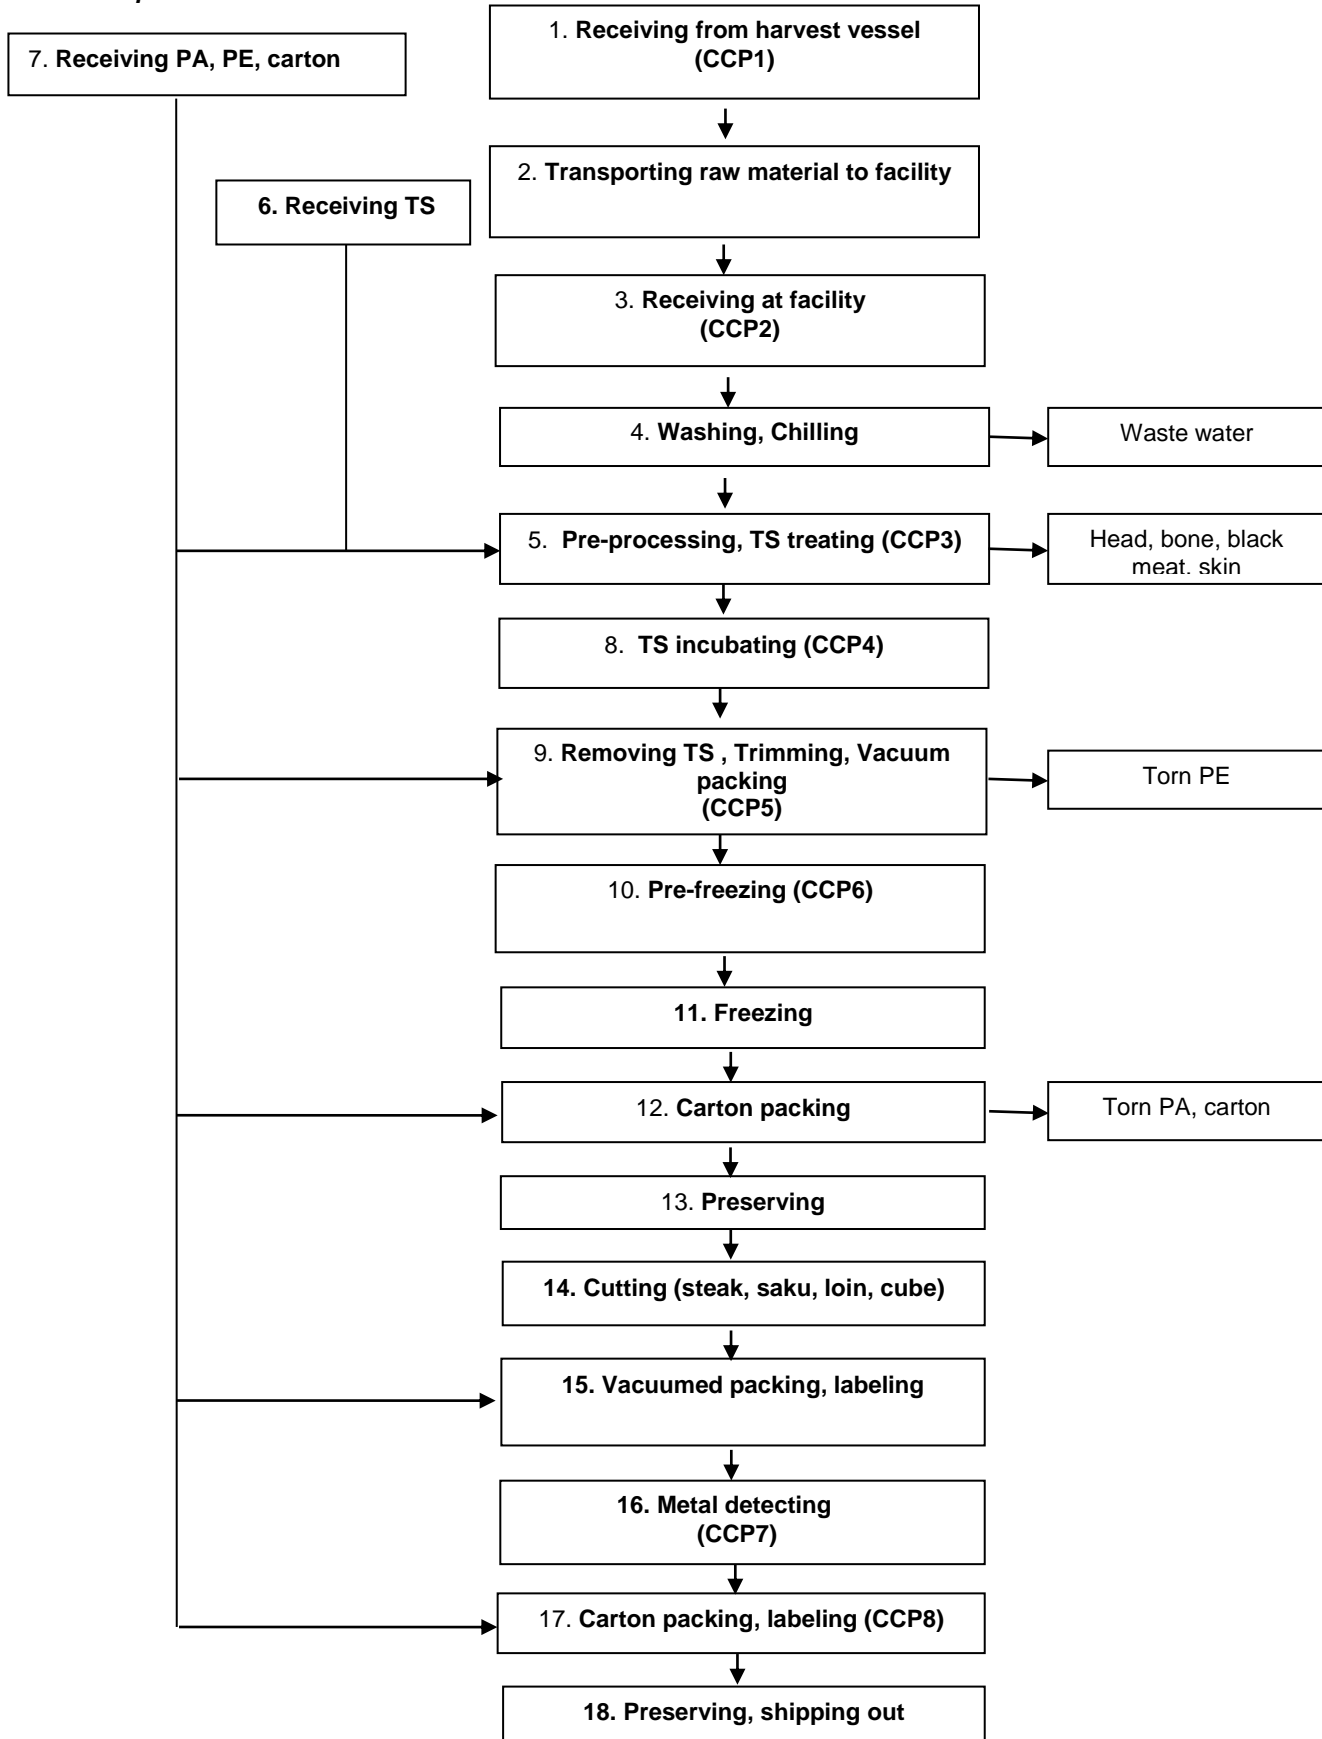 1. Receiving from harvest vessel
(CCP1)
7. Receiving PA, PE, carton
2. Transporting raw material to facility
6. Receiving TS
3. Receiving at facility
(CCP2)
4. Washing, Chilling
Waste water
5. Pre-processing, TS treating (CCP3)
Head, bone, black
meat, skin
8. TS incubating (CCP4)
9. Removing TS , Trimming, Vacuum
packing
(CCP5)
Torn PE
10. Pre-freezing (CCP6)
11. Freezing
12. Carton packing
Torn PA, carton
13. Preserving
14. Cutting (steak, saku, loin, cube)
15. Vacuumed packing, labeling
16. Metal detecting
(CCP7)
17. Carton packing, labeling (CCP8)
18. Preserving, shipping out